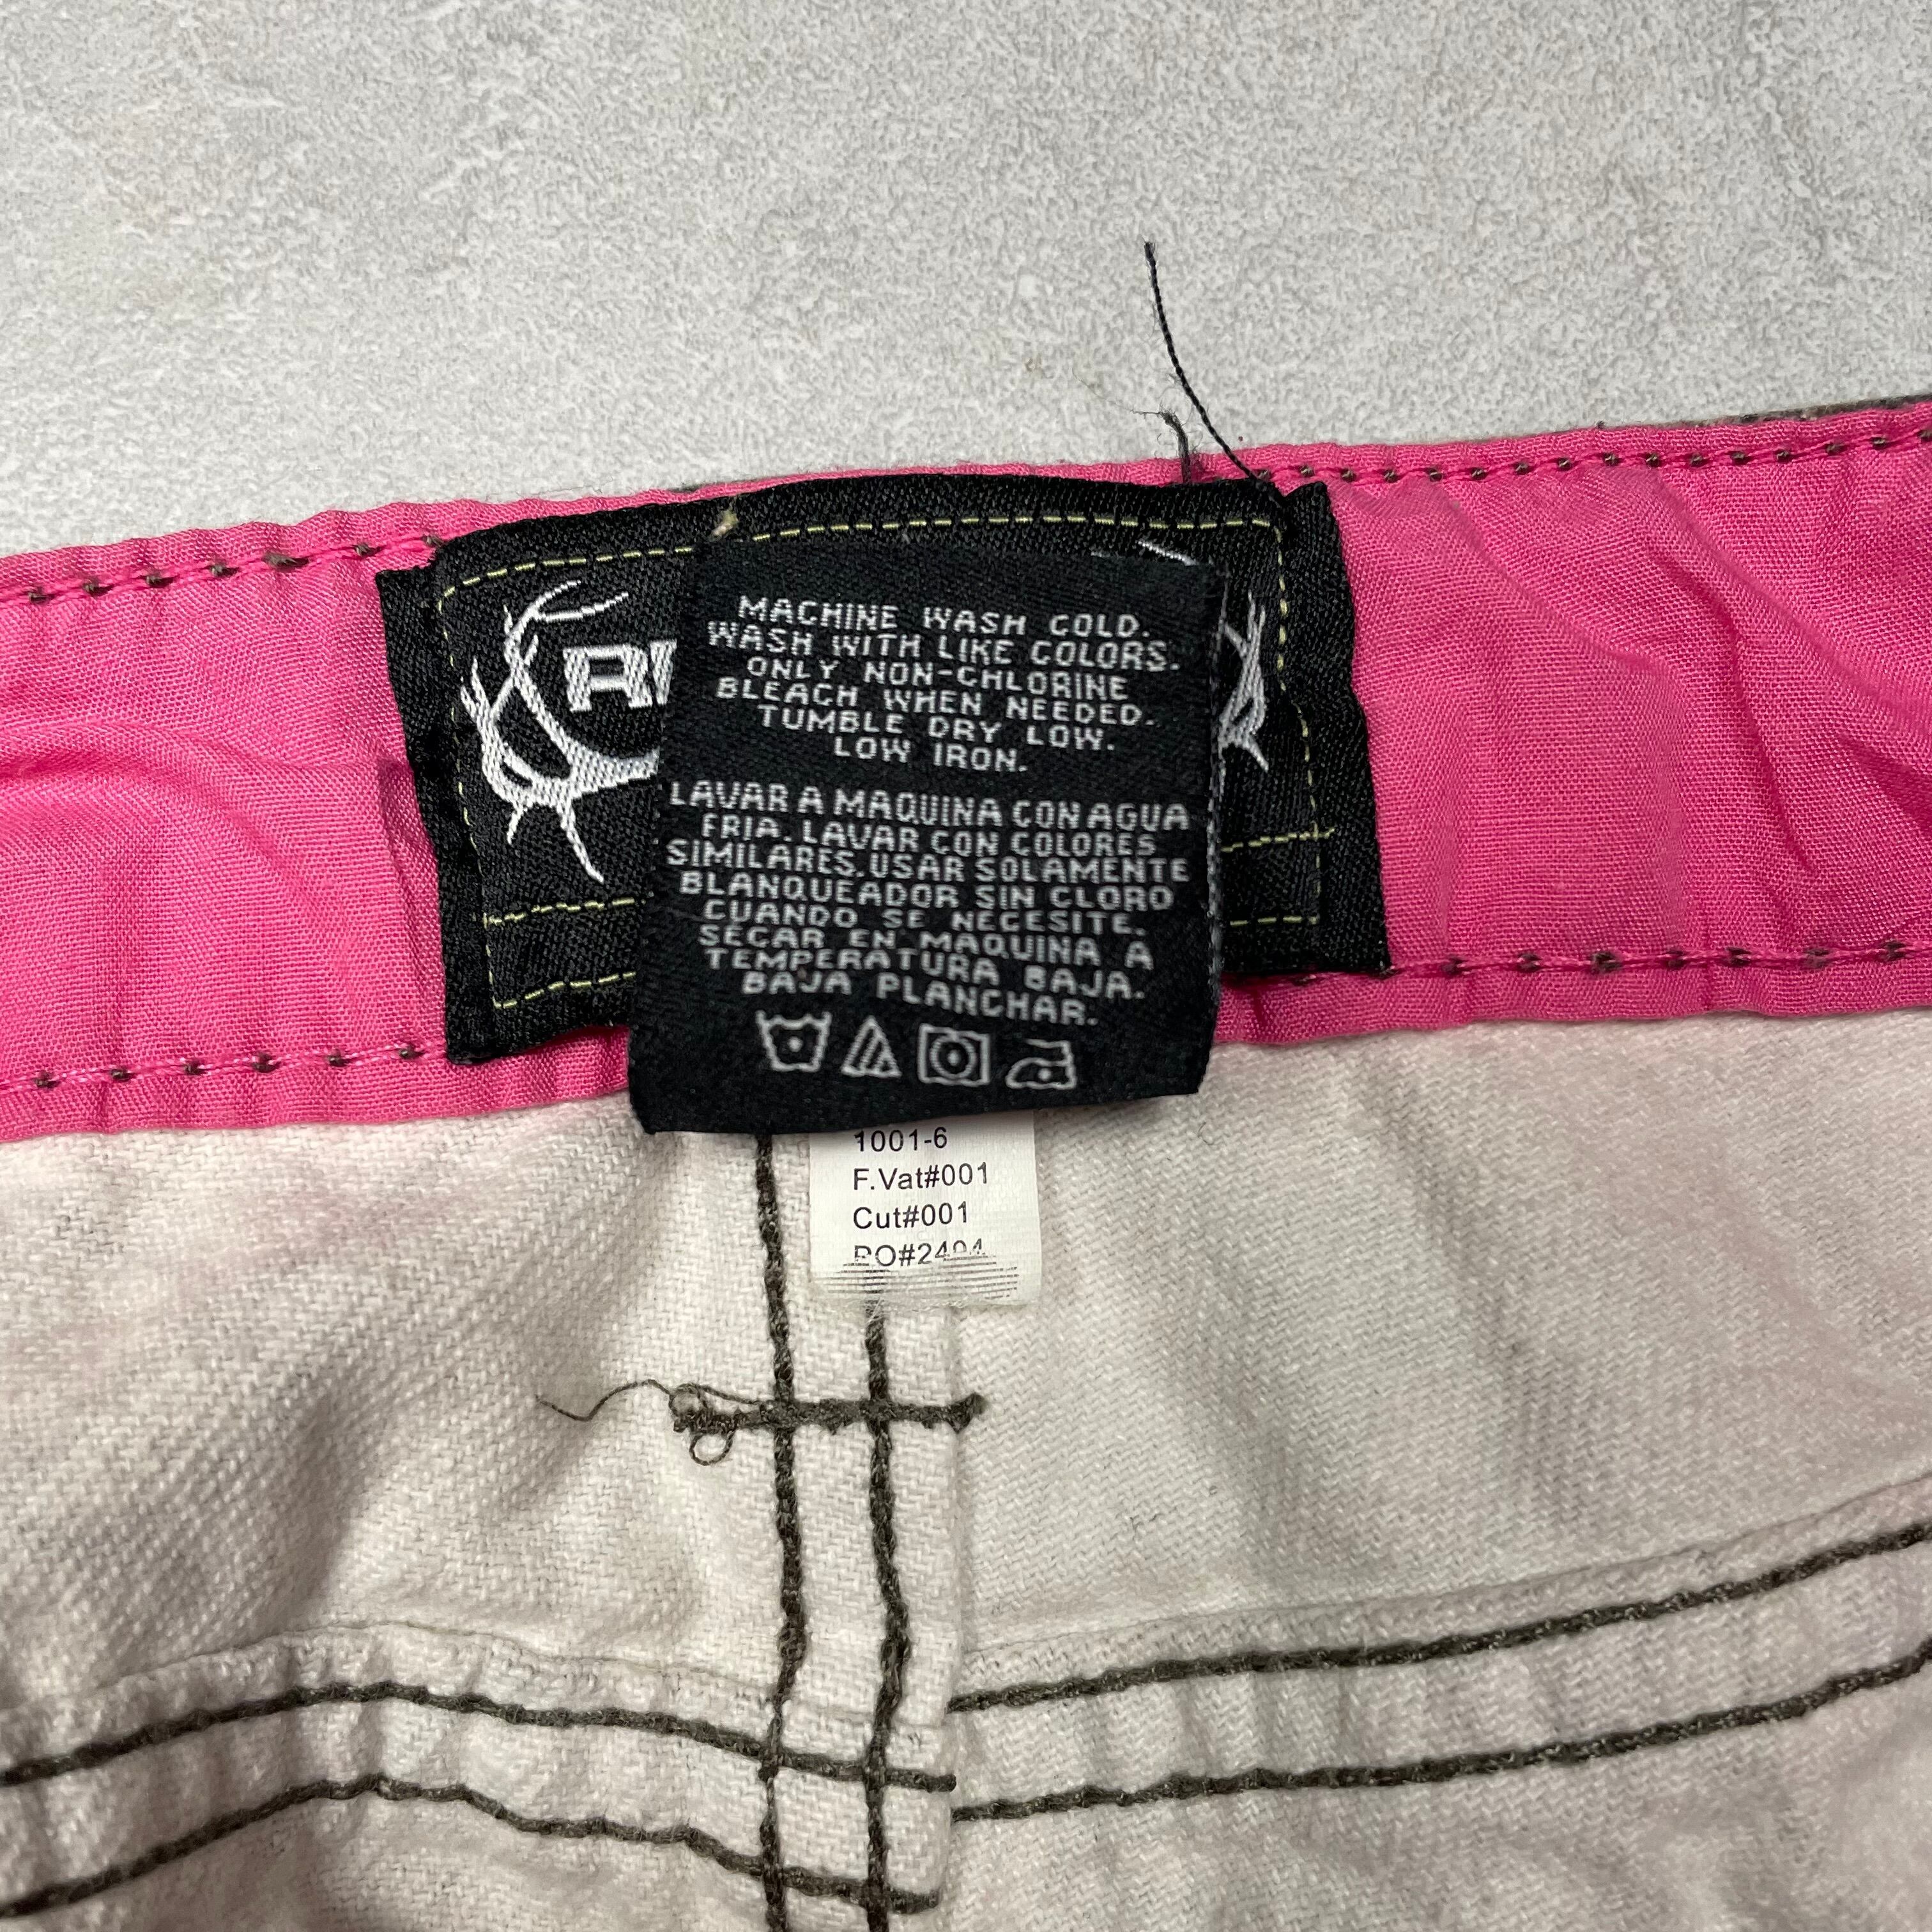 MACHINE WASH COLD.
WASH WITH LIKE COLORS.
ONLY NON-CHLORINE
BLEACH WHEN NEEDED.
TUMBLE DRY LOW.
LOW IRON.
LAVAR A MAQUINA CON AGUA
FRIA. LAVAR CON COLORES
SIMILARES. USAR SOLAMENTE
BLANQUEADOR SIN CLORO
CUANDO SE NECESITE.
SECAR EN MAQUINA A
TEMPERATURA BAJA.
BAJA PLANCHAR.
1001-6
F.Vat#001
Cut#001